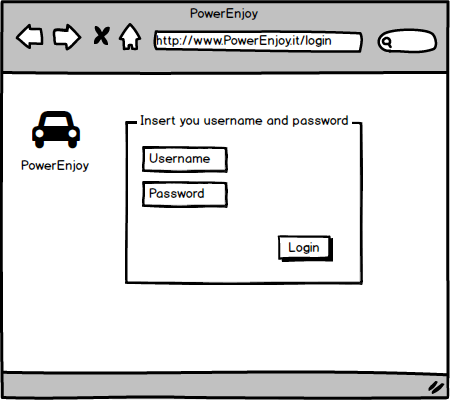 PowerEnjoy
http://www.PowerEnjoy.it/login
Insert you username and password
Username
PowerEnjoy
Password
Login